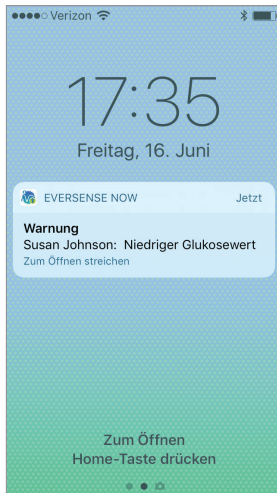 Verizon
17:35
Freitag, 16. Juni
EVERSENSE NOW Jetzt
Warnung
Susan Johnson: Niedriger Glukosewert
Zum Öffnen streichen
Zum Öffnen
Home-Taste drücken